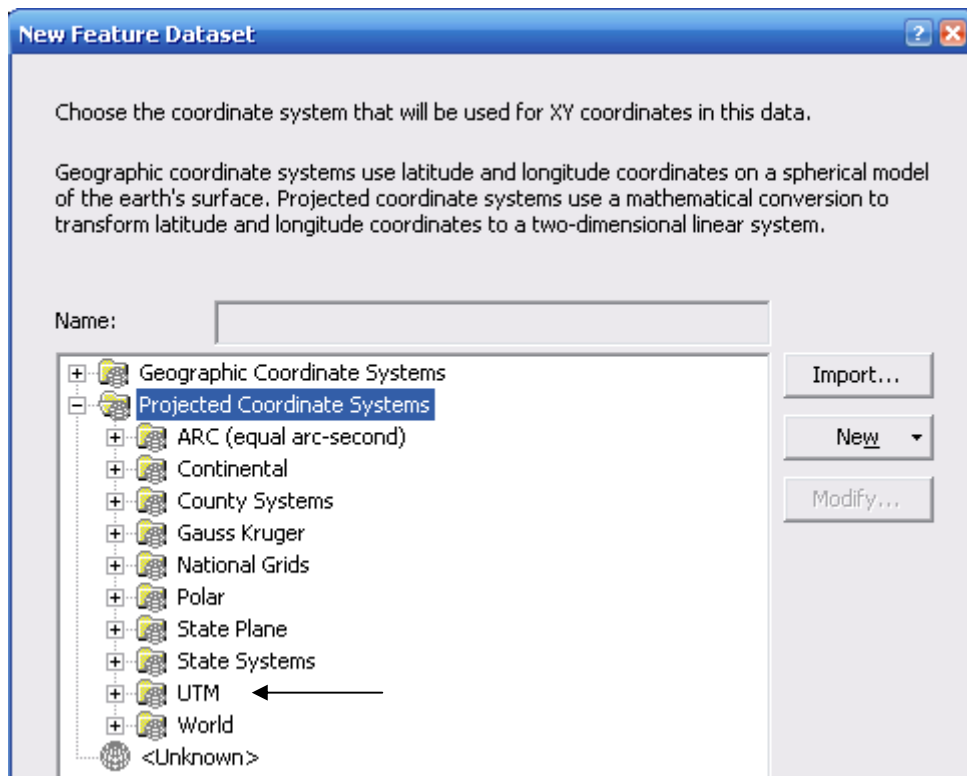 New Feature Dataset
Choose the coordinate system that will be used for XY coordinates in this data.
Geographic coordinate systems use latitude and longitude coordinates on a spherical model
of the earth's surface. Projected coordinate systems use a mathematical conversion to
transform latitude and longitude coordinates to a two-dimensional linear system.
Name:
Geographic Coordinate Systems
Projected Coordinate Systems
ARC (equal arc-second)
Continental
County Systems
Gauss Kruger
National Grids
Polar
State Plane
State Systems
UTM
World
<Unknown>
Import...
New
Modify...